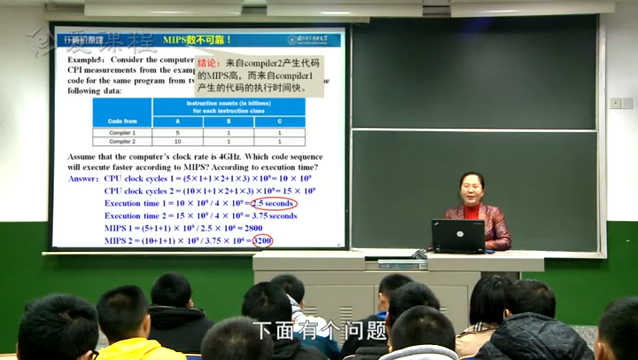 爱课程
计算机原理
MIPS数不可靠!
Example5: Consider the computer
CPI measurements from the exam
code for the same program from tw
following data:
结论:来自compiler2产生代码
的MIPS高,而来自compiler1
产生的代码的执行时间快。
Instruction counts (in billions)
for each instruction class
Code from A B C
Compiler 1 5 1 1
Compiler 2 10 1 1
Assume that the computer's clock rate is 4GHz. Which code sequence
will execute faster according to MIPS? According to execution time?
Answer: CPU clock cycles 1 = (5×1+1×2+1×3) ×10⁹ = 10 × 10⁹
CPU clock cycles 2 = (10×1+1×2+1×3) ×10⁹= 15 × 10⁹
Execution time 1 = 10 × 10⁹ / 4 × 10⁹ = 2.5 seconds
Execution time 2 = 15 × 10⁹ / 4 × 10⁹ = 3.75 seconds
MIPS 1 = (5+1+1) × 10⁹ / 2.5 × 10⁶ = 2800
MIPS 2 = (10+1+1) × 10⁹ / 3.75 × 10⁶ = 3200
下面有个问题